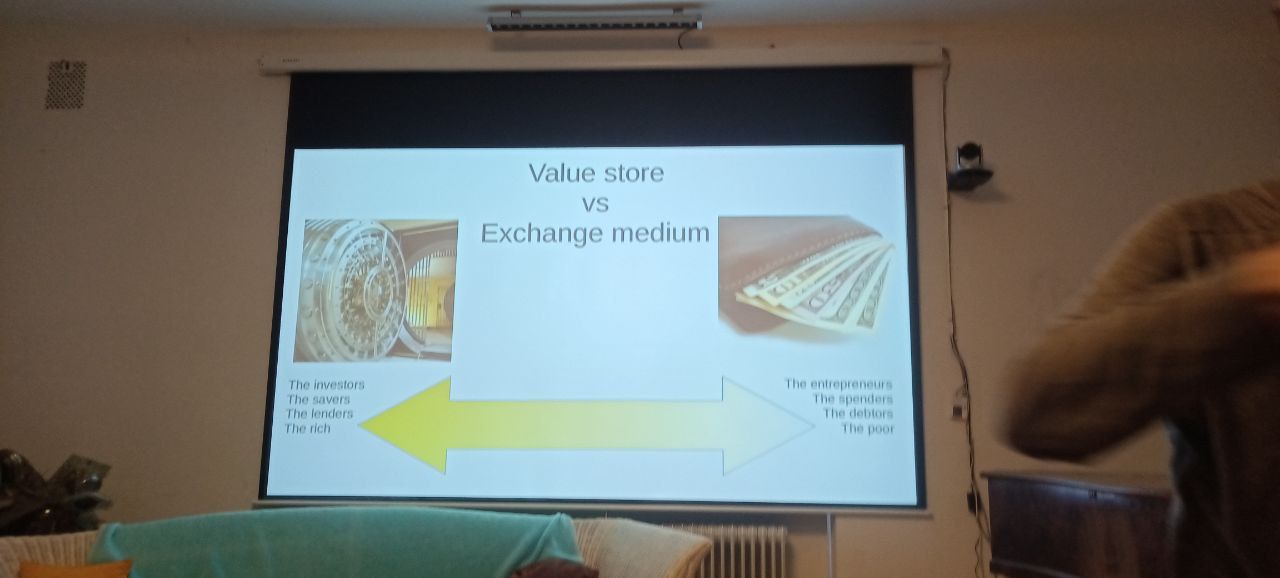 Value store
vs
Exchange medium
The investors
The savers
The lenders
The rich
The entrepreneurs
The spenders
The debtors
The poor